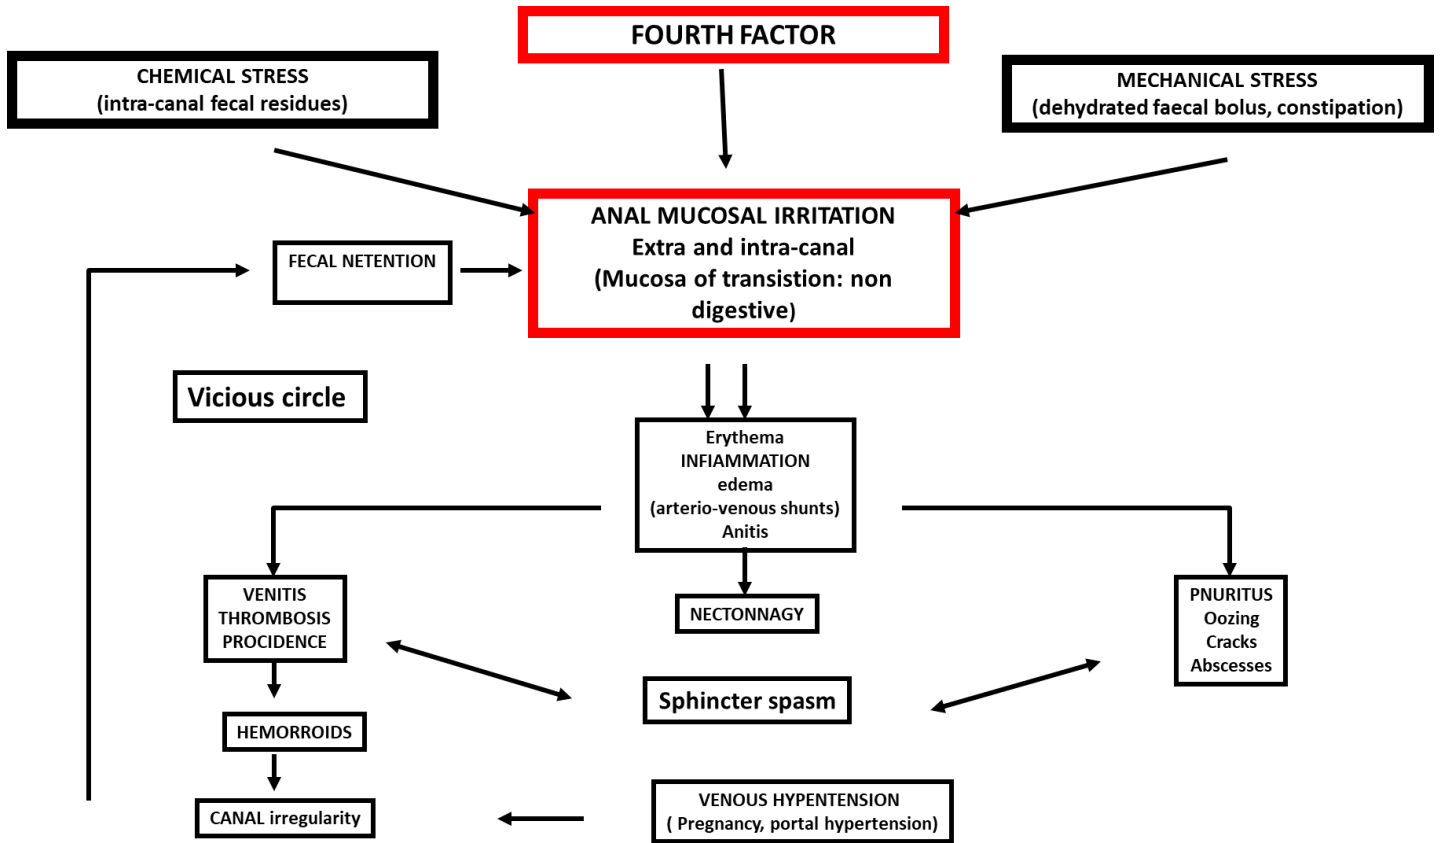 FOURTH FACTOR
CHEMICAL STRESS
(intra-canal fecal residues)
MECHANICAL STRESS
(dehydrated faecal bolus, constipation)
ANAL MUCOSAL IRRITATION
Extra and intra-canal
(Mucosa of transistion: non
digestive)
FECAL NETENTION
Vicious circle
Erythema
INFIAMMATION
edema
(arterio-venous shunts)
Anitis
VENITIS
THROMBOSIS
PROCIDENCE
NECTONNAGY
PNURITUS
Oozing
Cracks
Abscesses
Sphincter spasm
HEMORROIDS
CANAL irregularity
VENOUS HYPENTENSION
( Pregnancy, portal hypertension)